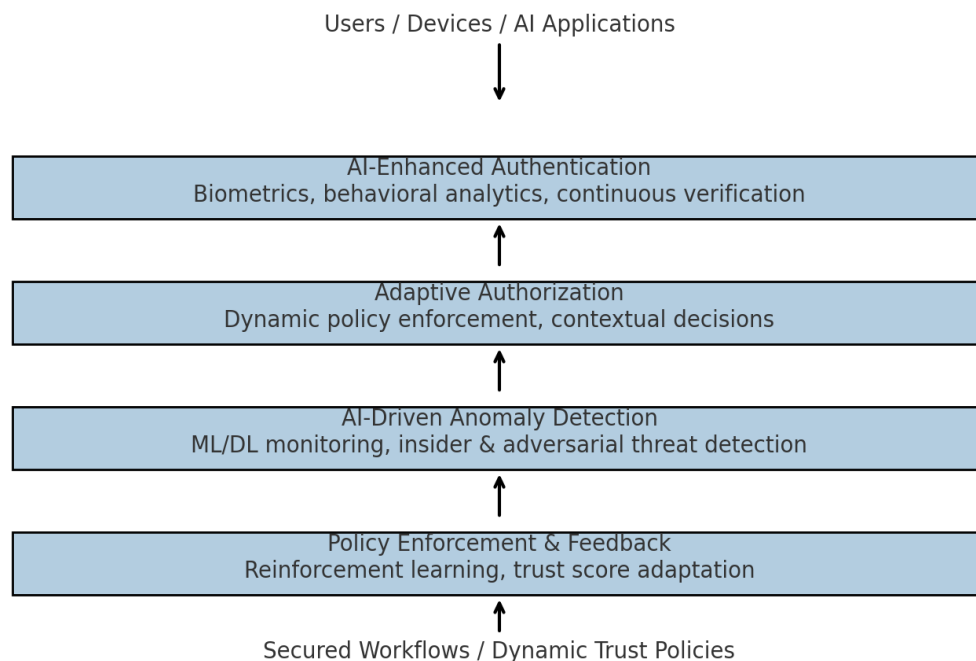 Users / Devices / AI Applications
AI-Enhanced Authentication
Biometrics, behavioral analytics, continuous verification
Adaptive Authorization
Dynamic policy enforcement, contextual decisions
AI-Driven Anomaly Detection
ML/DL monitoring, insider & adversarial threat detection
Policy Enforcement & Feedback
Reinforcement learning, trust score adaptation
Secured Workflows / Dynamic Trust Policies